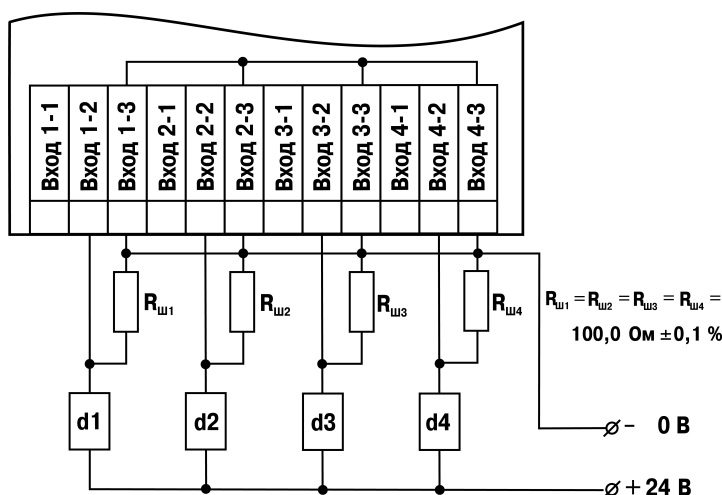 Вход 1-1
Вход 1-2
Вход 1-3
Вход 2-1
Вход 2-2
Вход 2-3
Вход 3-1
Вход 3-2
Вход 3-3
Вход 4-1
Вход 4-2
Вход 4-3
Rш1
Rш2
Rш3
Rш4
Rш1 = Rш2 = Rш3 = Rш4 =
100,0 Ом ±0,1 %
d1
d2
d3
d4
− 0 В
+ 24 В